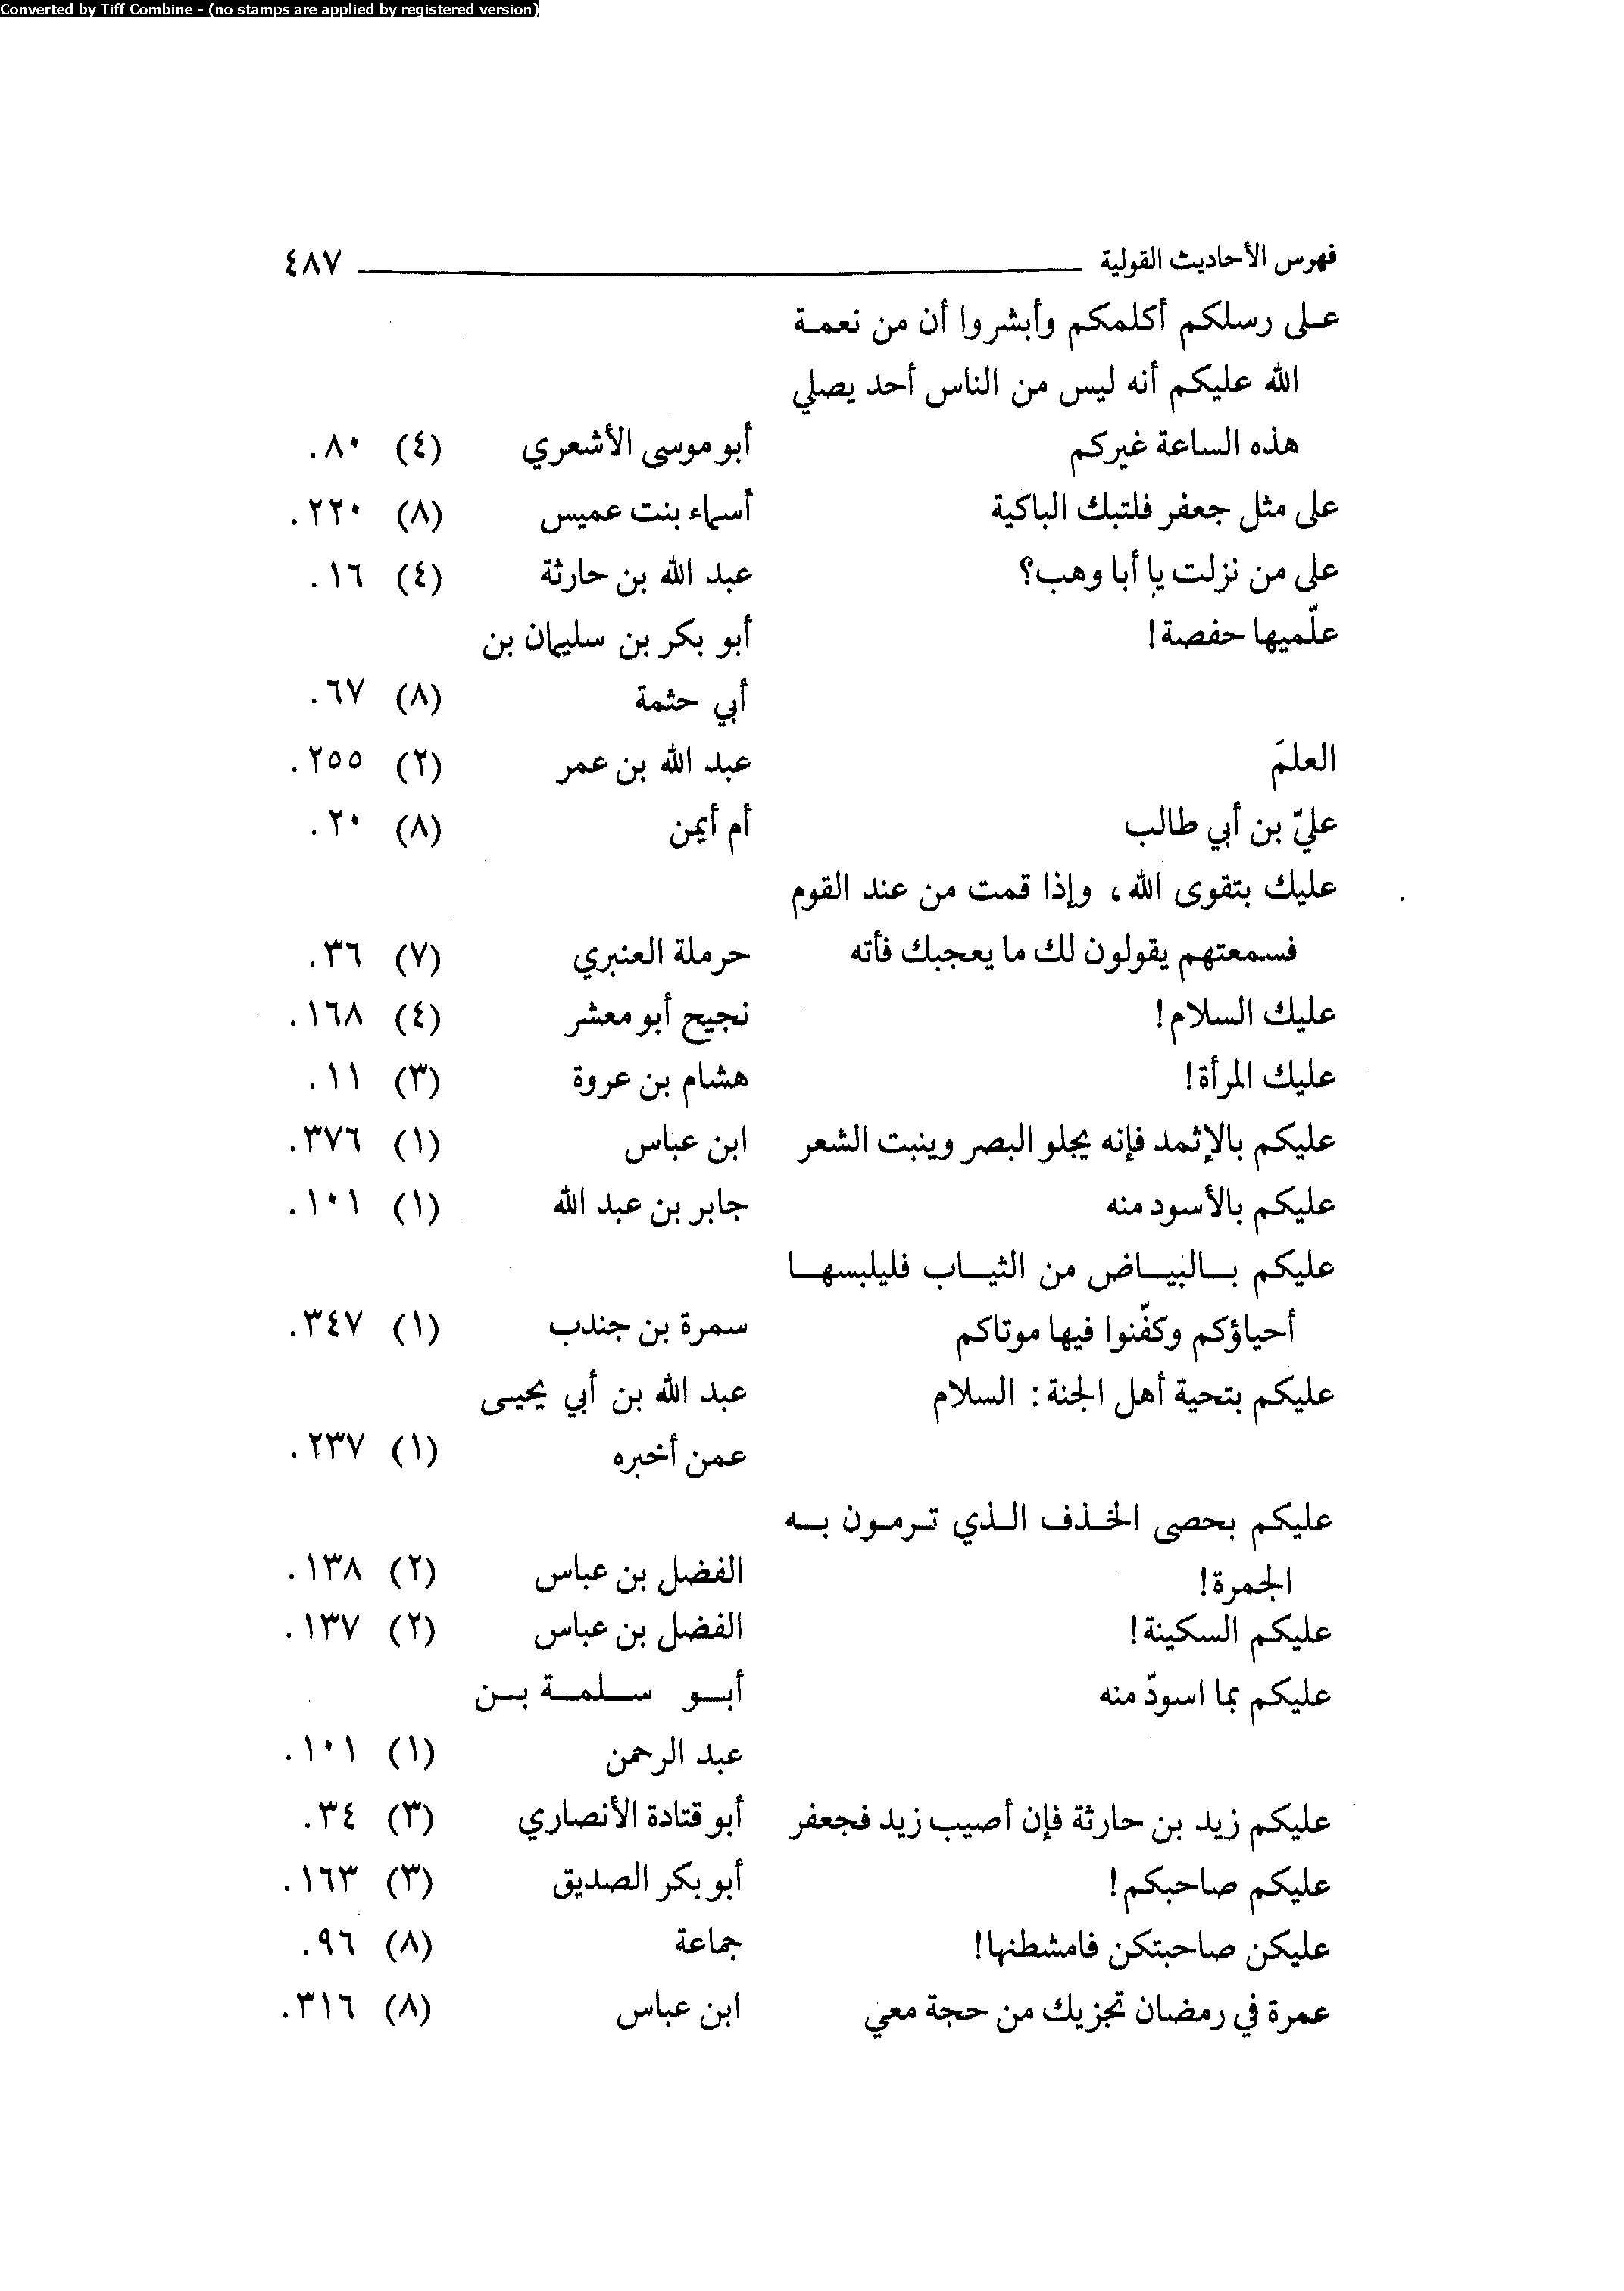 Converted by Tiff Combine - (no stamps are applied by registered version)
فهرس الأحاديث القولية ٤٨٧
على رسلكم أكلمكم وأبشروا أن من نعمة
الله عليكم أنه ليس من الناس أحد يصلي
هذه الساعة غيركم أبو موسى الأشعري (٤) ٨٠.
على مثل جعفر فلتبك الباكية أسماء بنت عميس (٨) ٢٢٠.
على من نزلت يا أبا وهب؟ عبد الله بن حارثة (٤) ١٦.
علّميها حفصة! أبو بكر بن سليمان بن
أبي حثمة (٨) ٦٧.
العلمَ عبد الله بن عمر (٢) ٢٥٥.
عليّ بن أبي طالب أم أيمن (٨) ٢٠.
عليك بتقوى الله، وإذا قمت من عند القوم
فسمعتهم يقولون لك ما يعجبك فأته حرملة العنبري (٧) ٣٦.
عليك السلام! نجيح أبو معشر (٤) ١٦٨.
عليك المرأة! هشام بن عروة (٣) ١١.
عليكم بالإثمد فإنه يجلو البصر وينبت الشعر ابن عباس (١) ٣٧٦.
عليكم بالأسود منه جابر بن عبد الله (١) ١٠١.
عليكم بالبياض من الثياب فليلبسها
أحياؤكم وكفّنوا فيها موتاكم سمرة بن جندب (١) ٣٤٧.
عليكم بتحية أهل الجنة: السلام عبد الله بن أبي يحيى
عمن أخبره (١) ٢٣٧.
عليكم بحصى الخذف الذي ترمون به
الجمرة! الفضل بن عباس (٢) ١٣٨.
عليكم السكينة! الفضل بن عباس (٢) ١٣٧.
عليكم بما اسودّ منه أبو سلمة بن
عبد الرحمن (١) ١٠١.
عليكم زيد بن حارثة فإن أصيب زيد فجعفر أبو قتادة الأنصاري (٣) ٣٤.
عليكم صاحبكم! أبو بكر الصديق (٣) ١٦٣.
عليكن صاحبتكن فامشطنها! جماعة (٨) ٩٦.
عمرة في رمضان تجزيك من حجة معي ابن عباس (٨) ٣١٦.